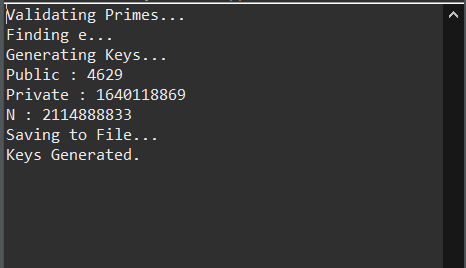 Validating Primes...
Finding e...
Generating Keys...
Public : 4629
Private : 1640118869
N : 2114888833
Saving to File...
Keys Generated.